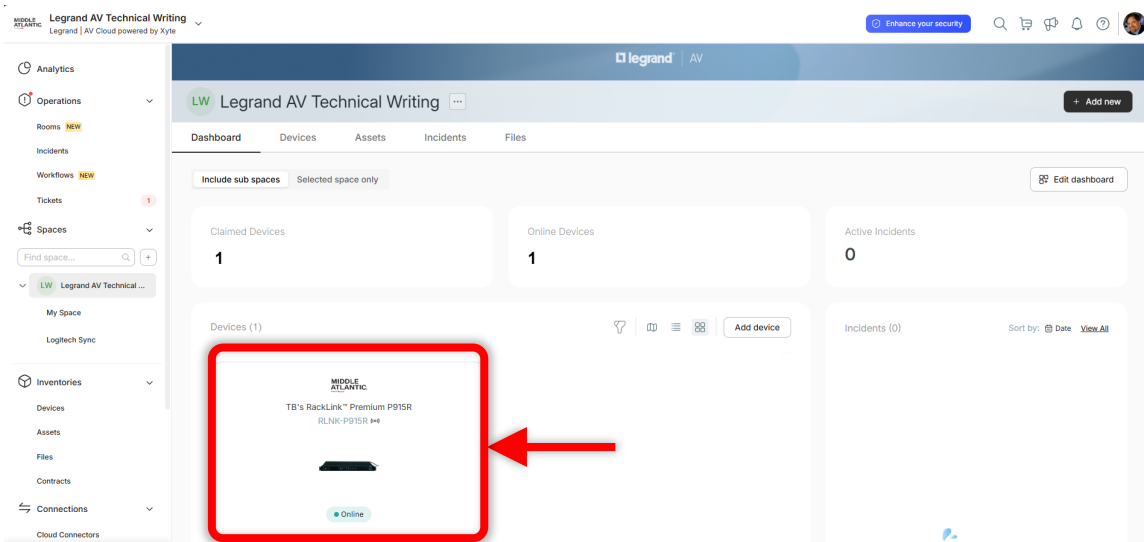 MIDDLE ATLANTIC
Legrand AV Technical Writing
Legrand | AV Cloud powered by Xyte
Enhance your security
Analytics
Operations
Rooms NEW
Incidents
Workflows NEW
Tickets 1
Spaces
Find space...
LW Legrand AV Technical ...
My Space
Logitech Sync
Inventories
Devices
Assets
Files
Contracts
Connections
Cloud Connectors
legrand | AV
LW Legrand AV Technical Writing ...
+ Add new
Dashboard Devices Assets Incidents Files
Include sub spaces Selected space only
Edit dashboard
Claimed Devices
1
Online Devices
1
Active Incidents
0
Devices (1)
Add device
MIDDLE
ATLANTIC
TB's RackLink™ Premium P915R
RLNK-P915R
Online
Incidents (0)
Sort by: Date View All